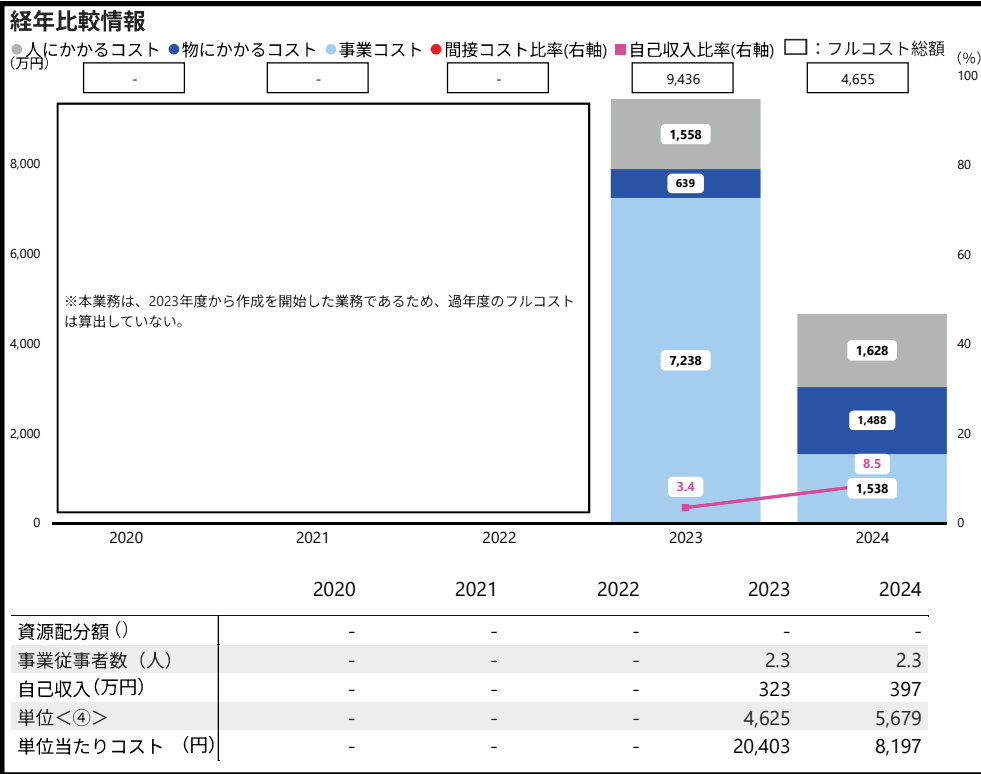 経年比較情報
●人にかかるコスト ●物にかかるコスト ●事業コスト ●間接コスト比率(右軸) ■自己収入比率(右軸) □：フルコスト総額
(万円) (%)
- - - 9,436 4,655 100
1,558
8,000 80
639
6,000 60
※本業務は、2023年度から作成を開始した業務であるため、過年度のフルコスト
は算出していない。
4,000 40
1,628
7,238
1,488
2,000 20
8.5
3.4
1,538
0 0
2020 2021 2022 2023 2024
2020 2021 2022 2023 2024
資源配分額 () - - - - -
事業従事者数（人） - - - 2.3 2.3
自己収入(万円) - - - 323 397
単位＜④＞ - - - 4,625 5,679
単位当たりコスト (円) - - - 20,403 8,197